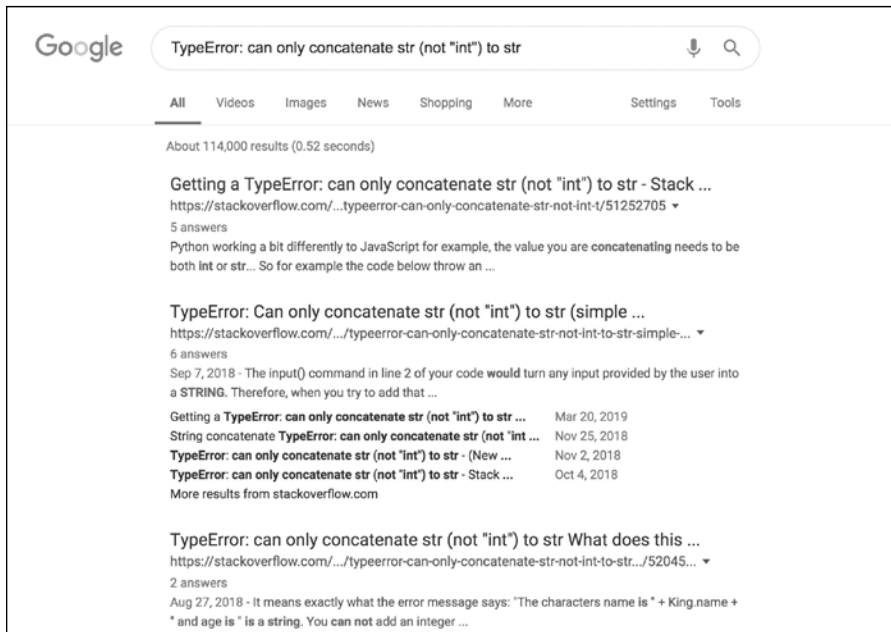 Google
TypeError: can only concatenate str (not "int") to str
All Videos Images News Shopping More Settings Tools
About 114,000 results (0.52 seconds)
Getting a TypeError: can only concatenate str (not "int") to str - Stack ...
https://stackoverflow.com/...typeerror-can-only-concatenate-str-not-int-t/51252705
5 answers
Python working a bit differently to JavaScript for example, the value you are concatenating needs to be
both int or str... So for example the code below throw an ...
TypeError: Can only concatenate str (not "int") to str (simple ...
https://stackoverflow.com/.../typeerror-can-only-concatenate-str-not-int-to-str-simple-...
6 answers
Sep 7, 2018 - The input() command in line 2 of your code would turn any input provided by the user into
a STRING. Therefore, when you try to add that ...
Getting a TypeError: can only concatenate str (not "int") to str ... Mar 20, 2019
String concatenate TypeError: can only concatenate str (not "int ... Nov 25, 2018
TypeError: can only concatenate str (not "int") to str - (New ... Nov 2, 2018
TypeError: can only concatenate str (not "int") to str - Stack ... Oct 4, 2018
More results from stackoverflow.com
TypeError: can only concatenate str (not "int") to str What does this ...
https://stackoverflow.com/.../typeerror-can-only-concatenate-str-not-int-to-str.../52045...
2 answers
Aug 27, 2018 - It means exactly what the error message says: "The characters name is " + King.name +
" and age is " is a string. You can not add an integer ...